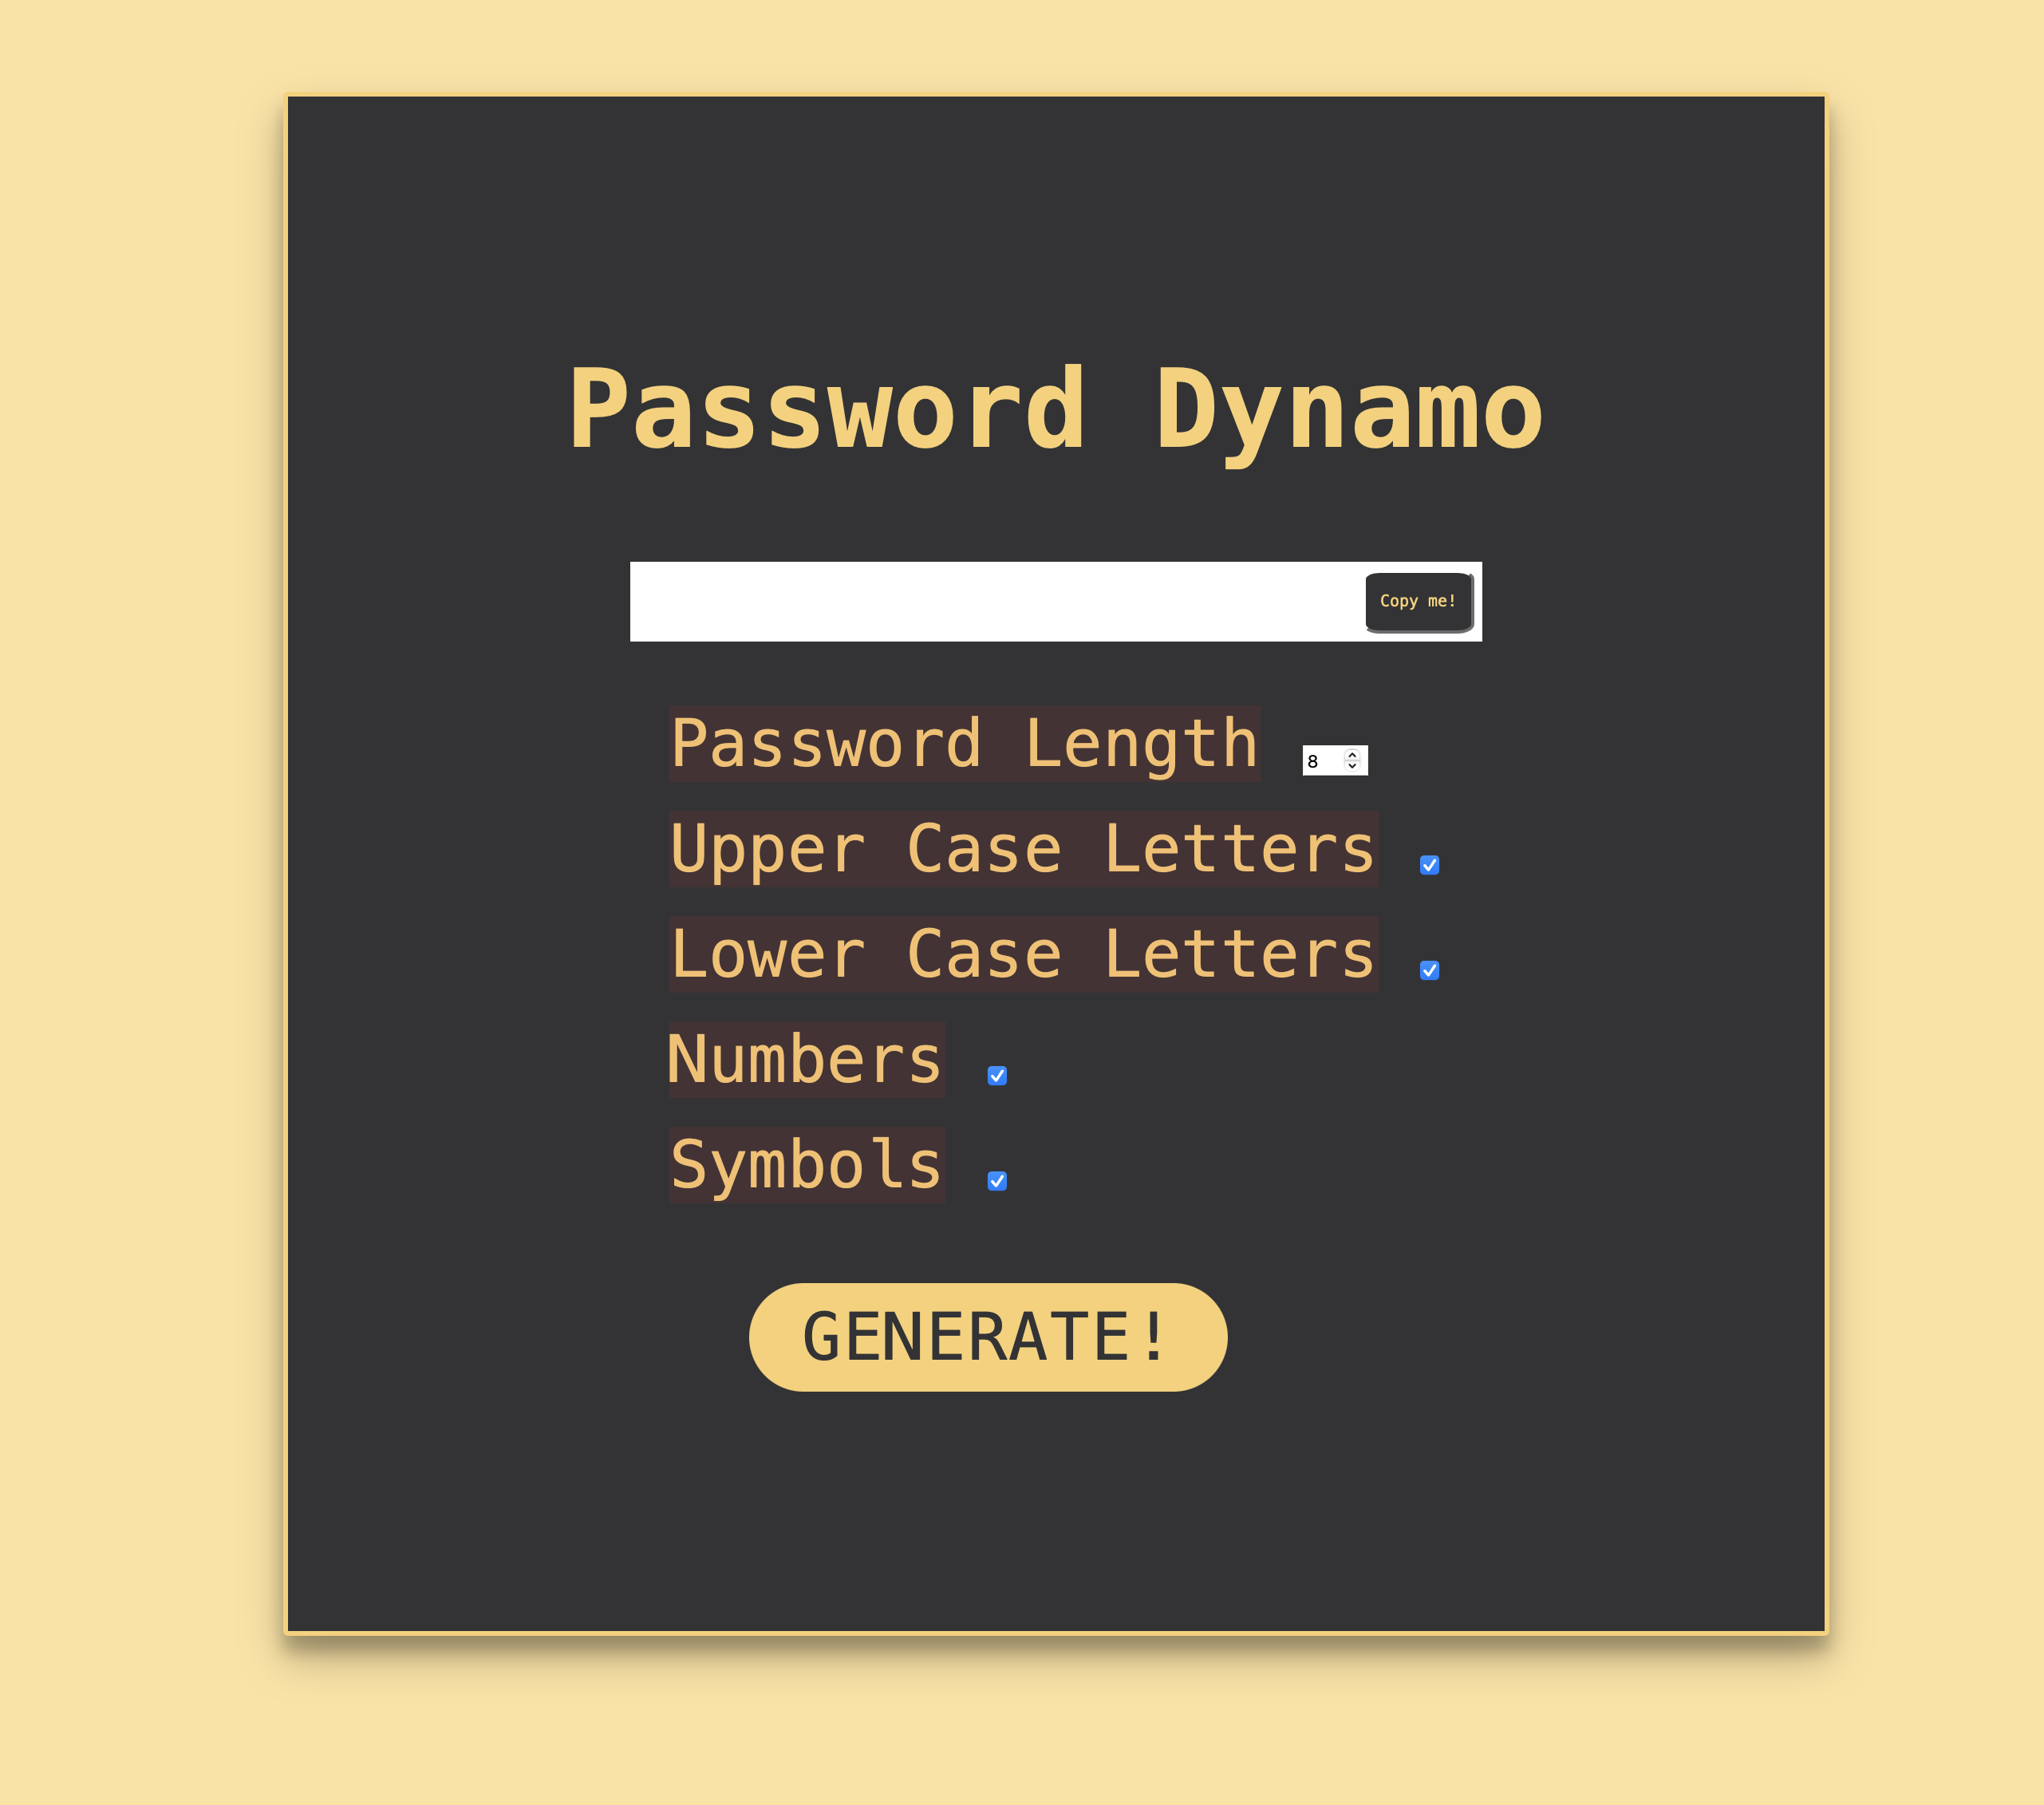 Password Dynamo
Copy me!
Password Length 8
Upper Case Letters
Lower Case Letters
Numbers
Symbols
GENERATE!